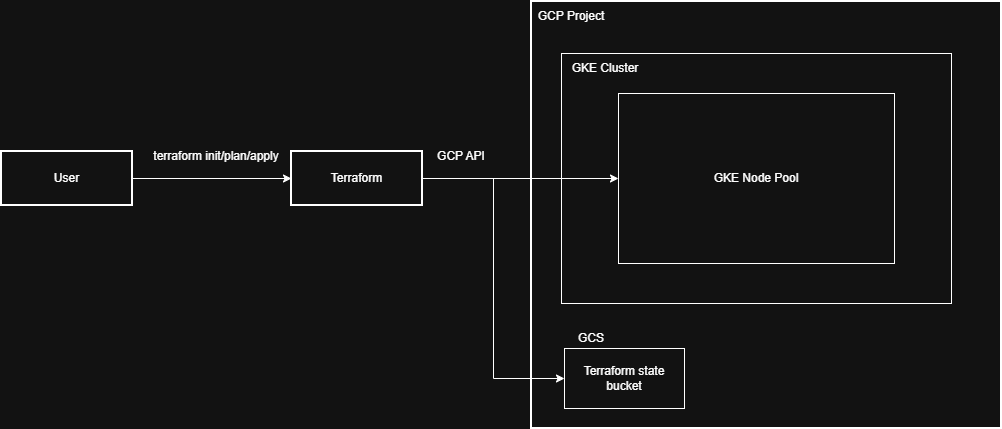 GCP Project
GKE Cluster
terraform init/plan/apply
GCP API
User
Terraform
GKE Node Pool
GCS
Terraform state
bucket